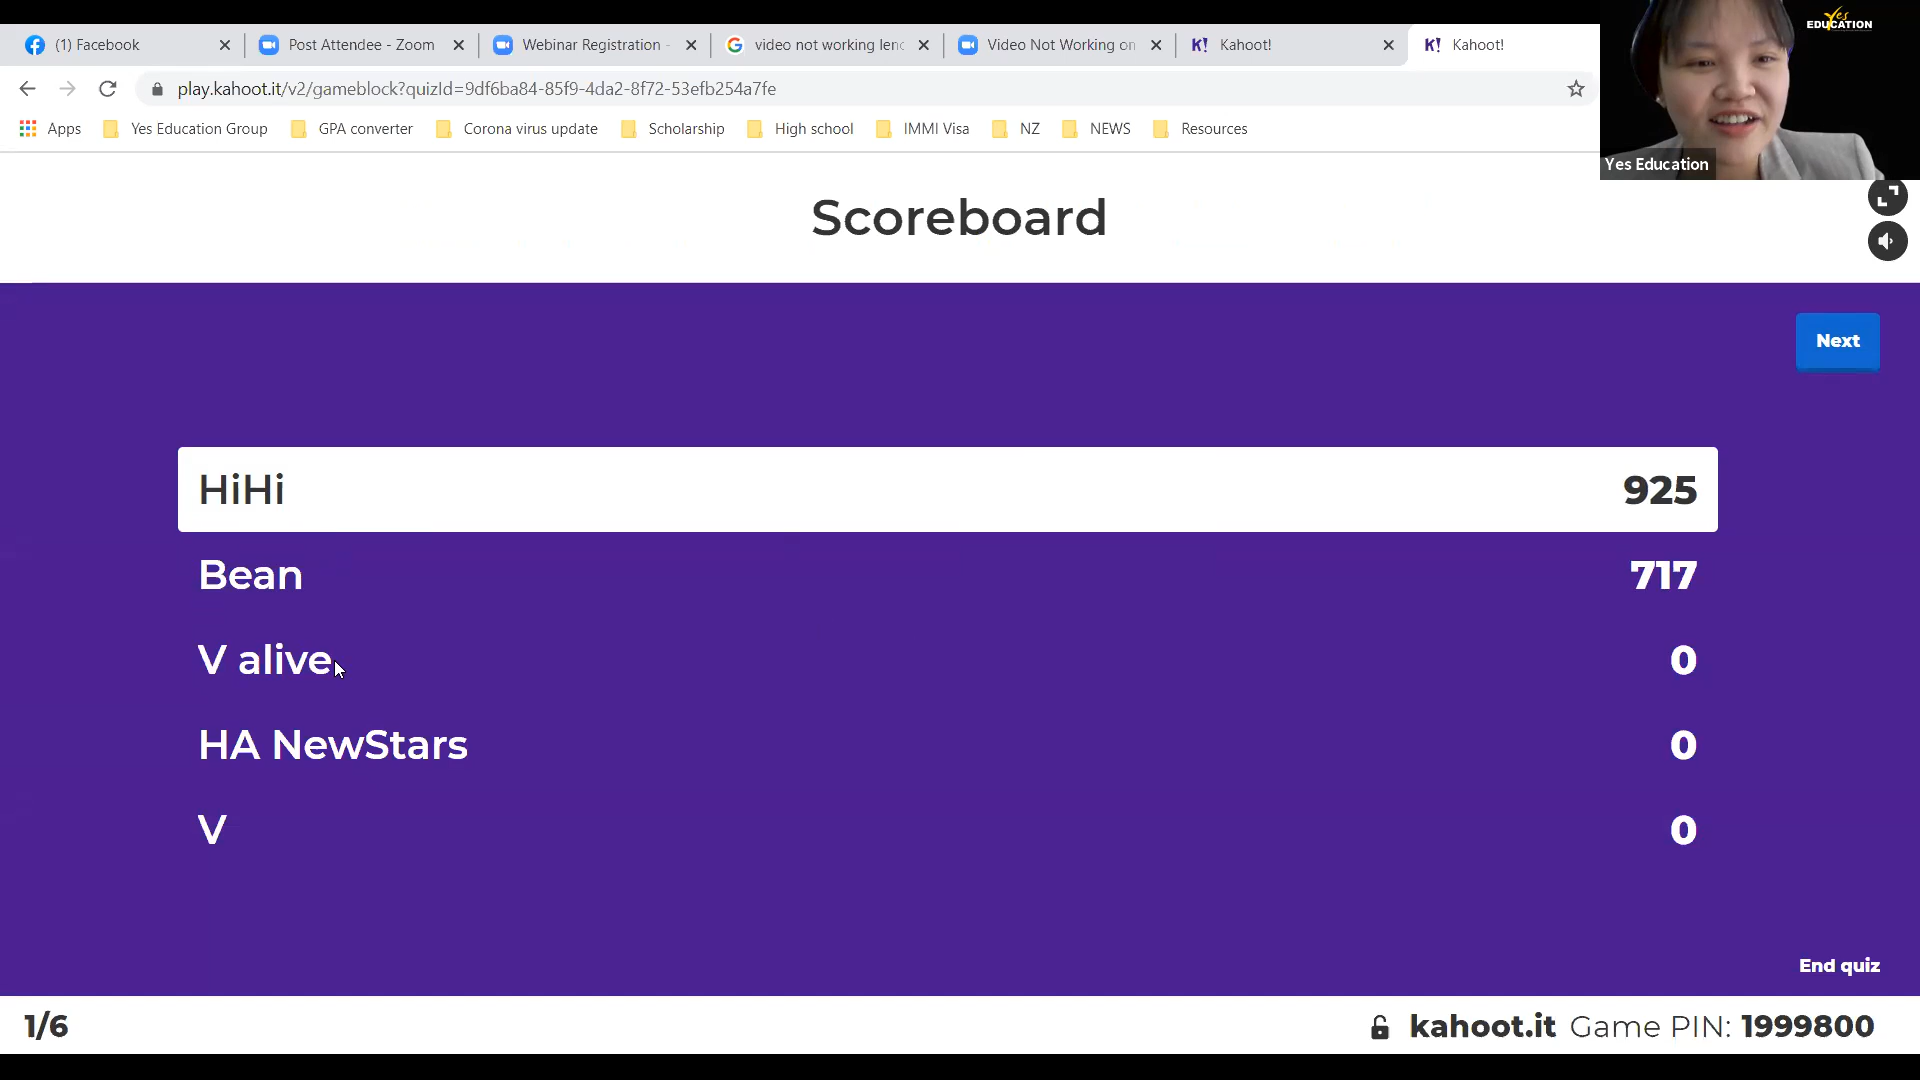 (1) Facebook
Post Attendee - Zoom
Webinar Registration -
video not working lenc
Video Not Working on
Kahoot!
Kahoot!
Yes
EDUCATION
play.kahoot.it/v2/gameblock?quizId=9df6ba84-85f9-4da2-8f72-53efb254a7fe
Apps
Yes Education Group
GPA converter
Corona virus update
Scholarship
High school
IMMI Visa
NZ
NEWS
Resources
Yes Education
Scoreboard
Next
HiHi 925
Bean 717
V alive 0
HA NewStars 0
V 0
End quiz
1/6
kahoot.it Game PIN: 1999800